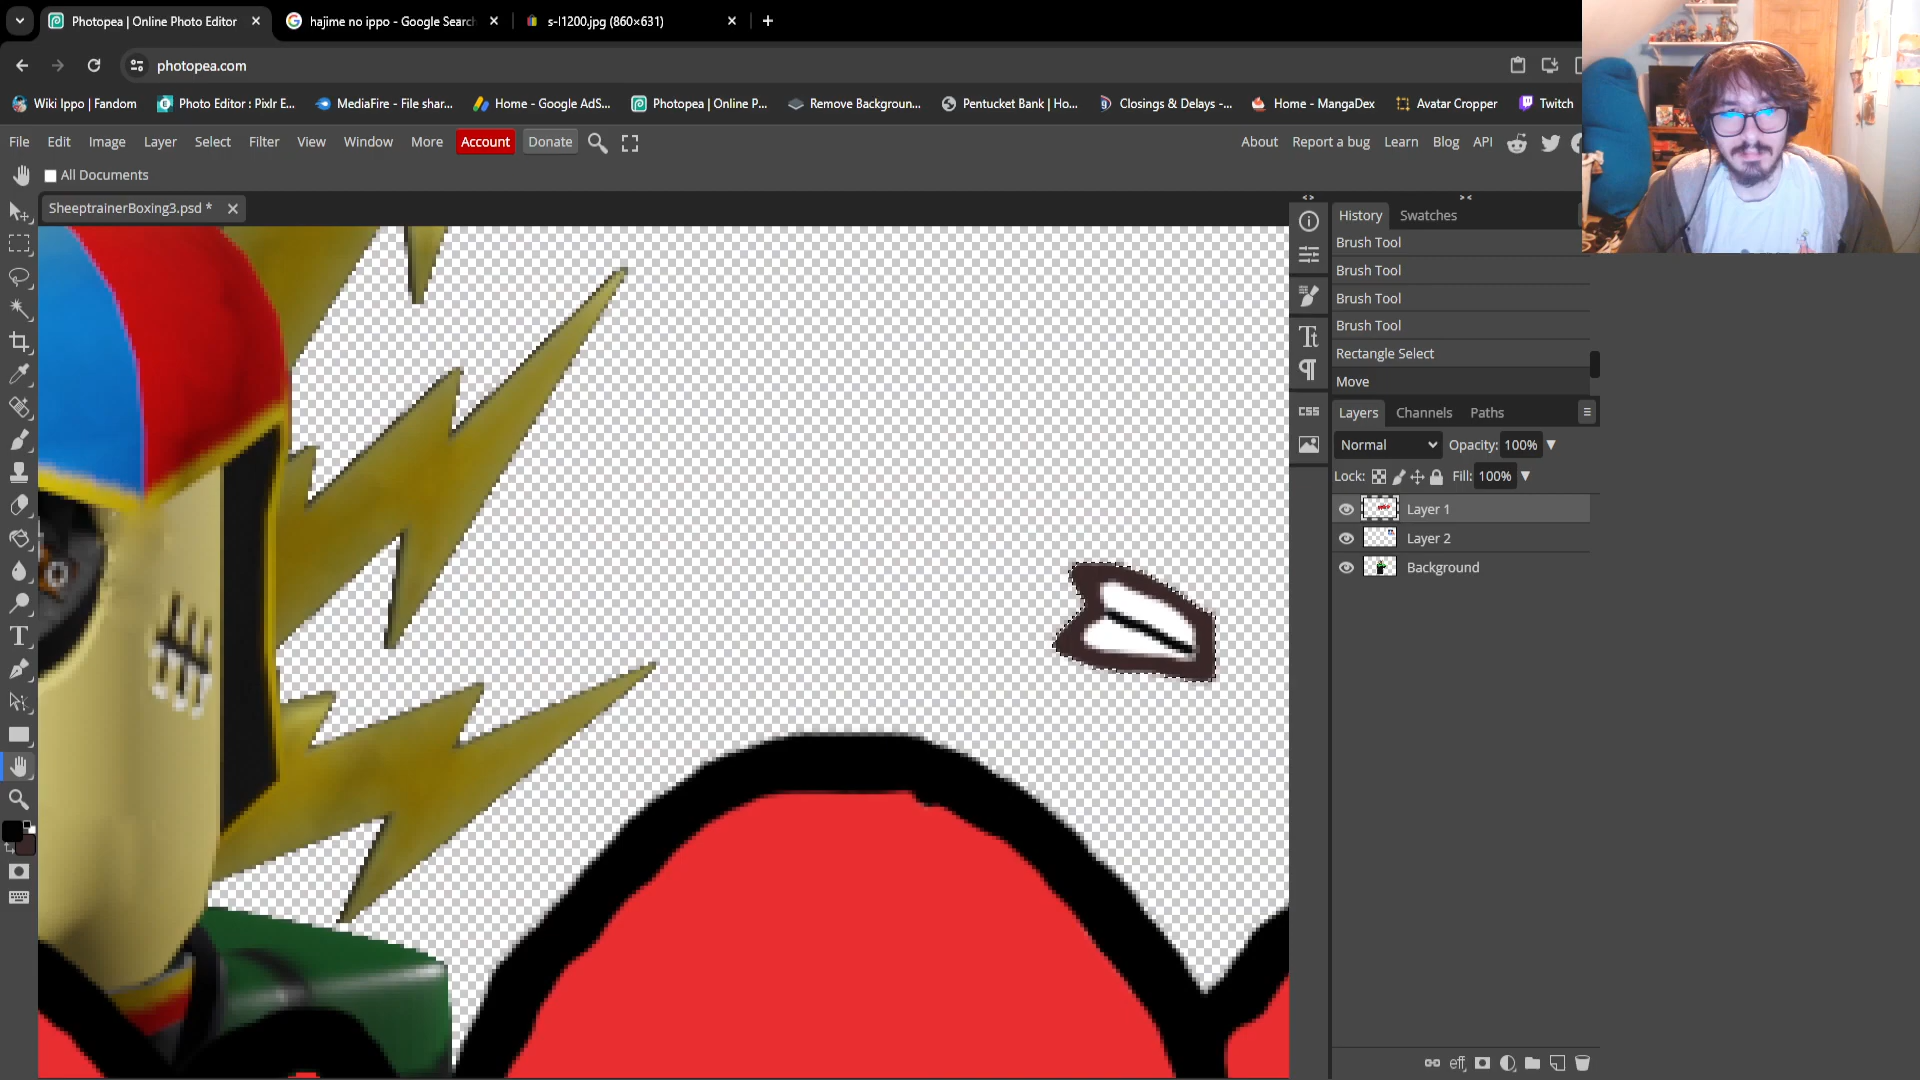 Photopea | Online Photo Editor
hajime no ippo - Google Search
s-l1200.jpg (860×631)
photopea.com
Wiki Ippo | Fandom
Photo Editor : Pixlr E...
MediaFire - File shar...
Home - Google AdS...
Photopea | Online P...
Remove Backgroun...
Pentucket Bank | Ho...
Closings & Delays -...
Home - MangaDex
Avatar Cropper
Twitch
File Edit Image Layer Select Filter View Window More Account Donate
About Report a bug Learn Blog API
All Documents
SheeptrainerBoxing3.psd *
History Swatches
Brush Tool
Brush Tool
Brush Tool
Brush Tool
Rectangle Select
Move
Layers Channels Paths
Normal Opacity: 100%
Lock: Fill: 100%
Layer 1
Layer 2
Background
CSS
eff